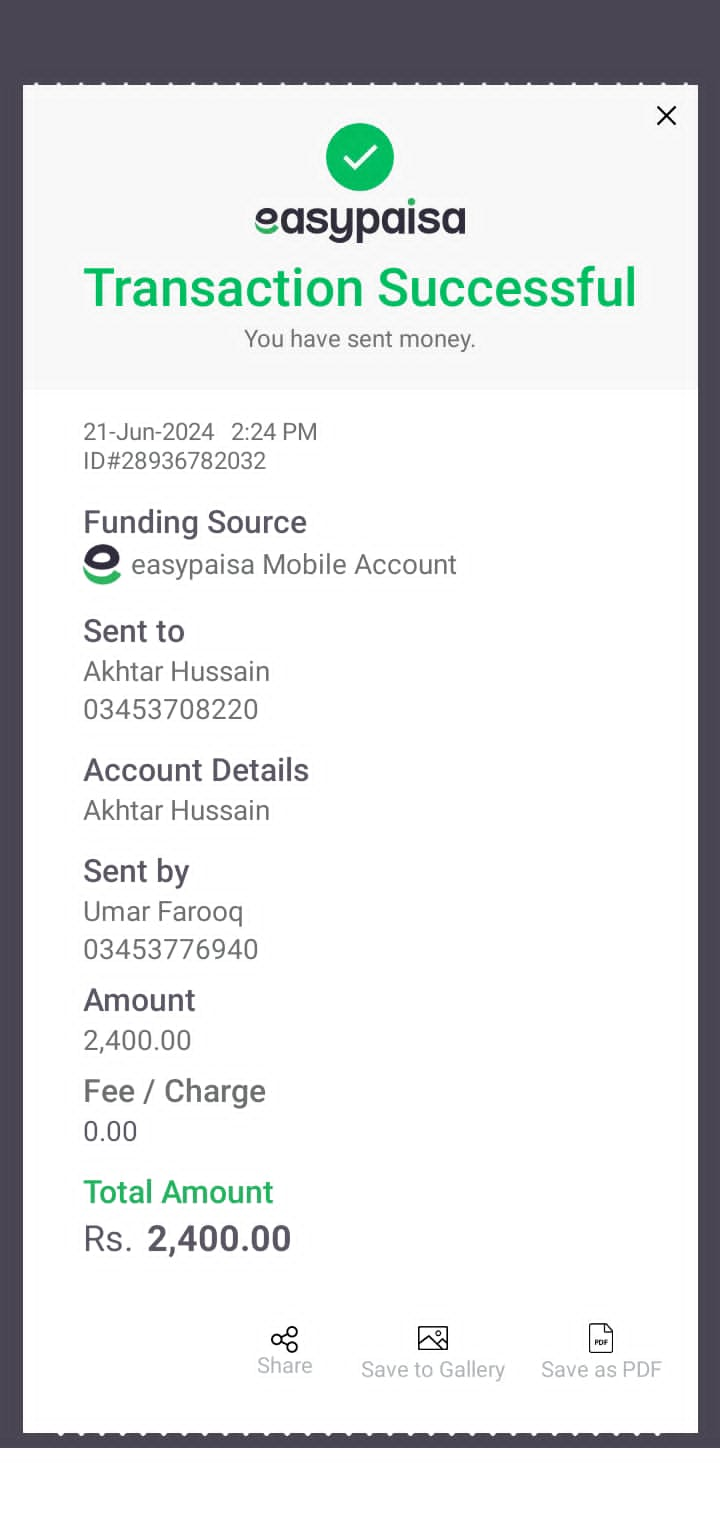 easypaisa
Transaction Successful
You have sent money.
21-Jun-2024 2:24 PM
ID#28936782032
Funding Source
easypaisa Mobile Account
Sent to
Akhtar Hussain
03453708220
Account Details
Akhtar Hussain
Sent by
Umar Farooq
03453776940
Amount
2,400.00
Fee / Charge
0.00
Total Amount
Rs. 2,400.00
PDF
Share
Save to Gallery
Save as PDF